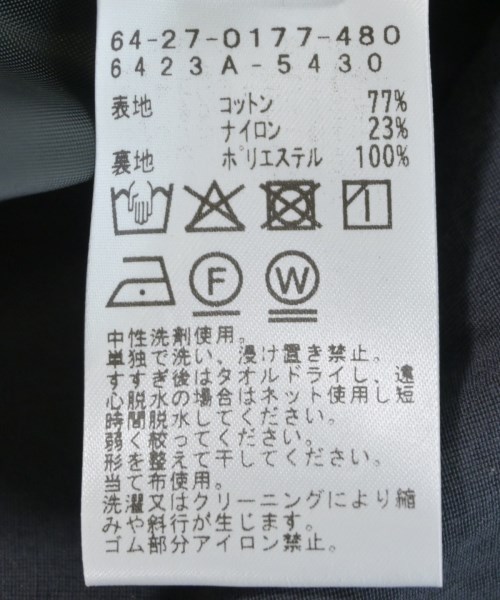 64-27-0177-480
6423A-5430
表地 コットン 77%
ナイロン 23%
裏地 ポリエステル 100%
F W
中性洗剤使用。
単独で洗い、浸け置き禁止。
すすぎ後はタオルドライし、遠
心脱水の場合はネット使用し短
時間脱水してください。
弱く絞ってください。
形を整えて干してください。
当て布使用。
洗濯又はクリーニングにより縮
みや斜行が生じます。
ゴム部分アイロン禁止。